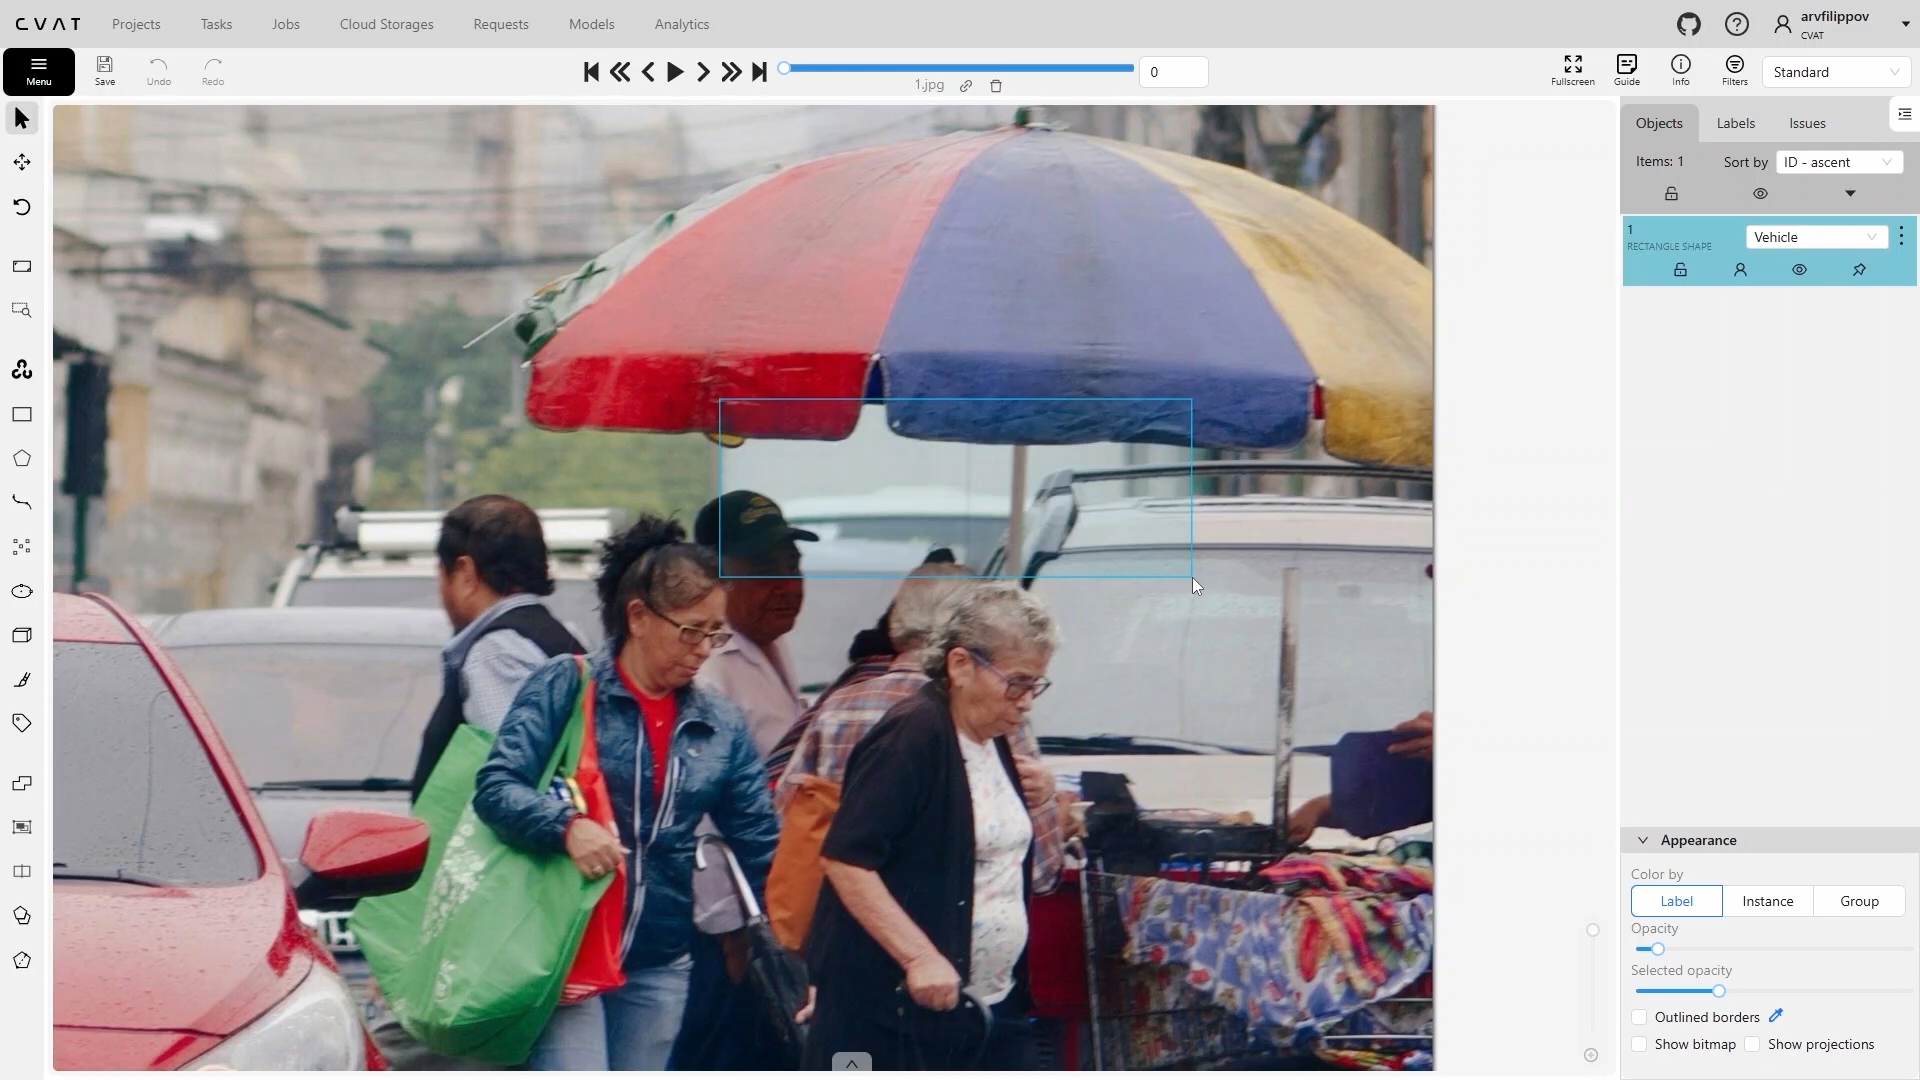 CVAT
Projects
Tasks
Jobs
Cloud Storages
Requests
Models
Analytics
arvfilippov
CVAT
Menu
Save
Undo
Redo
1.jpg
0
Fullscreen
Guide
Info
Filters
Standard
Objects
Labels
Issues
Items: 1
Sort by
ID - ascent
1
RECTANGLE SHAPE
Vehicle
Appearance
Color by
Label
Instance
Group
Opacity
Selected opacity
Outlined borders
Show bitmap
Show projections